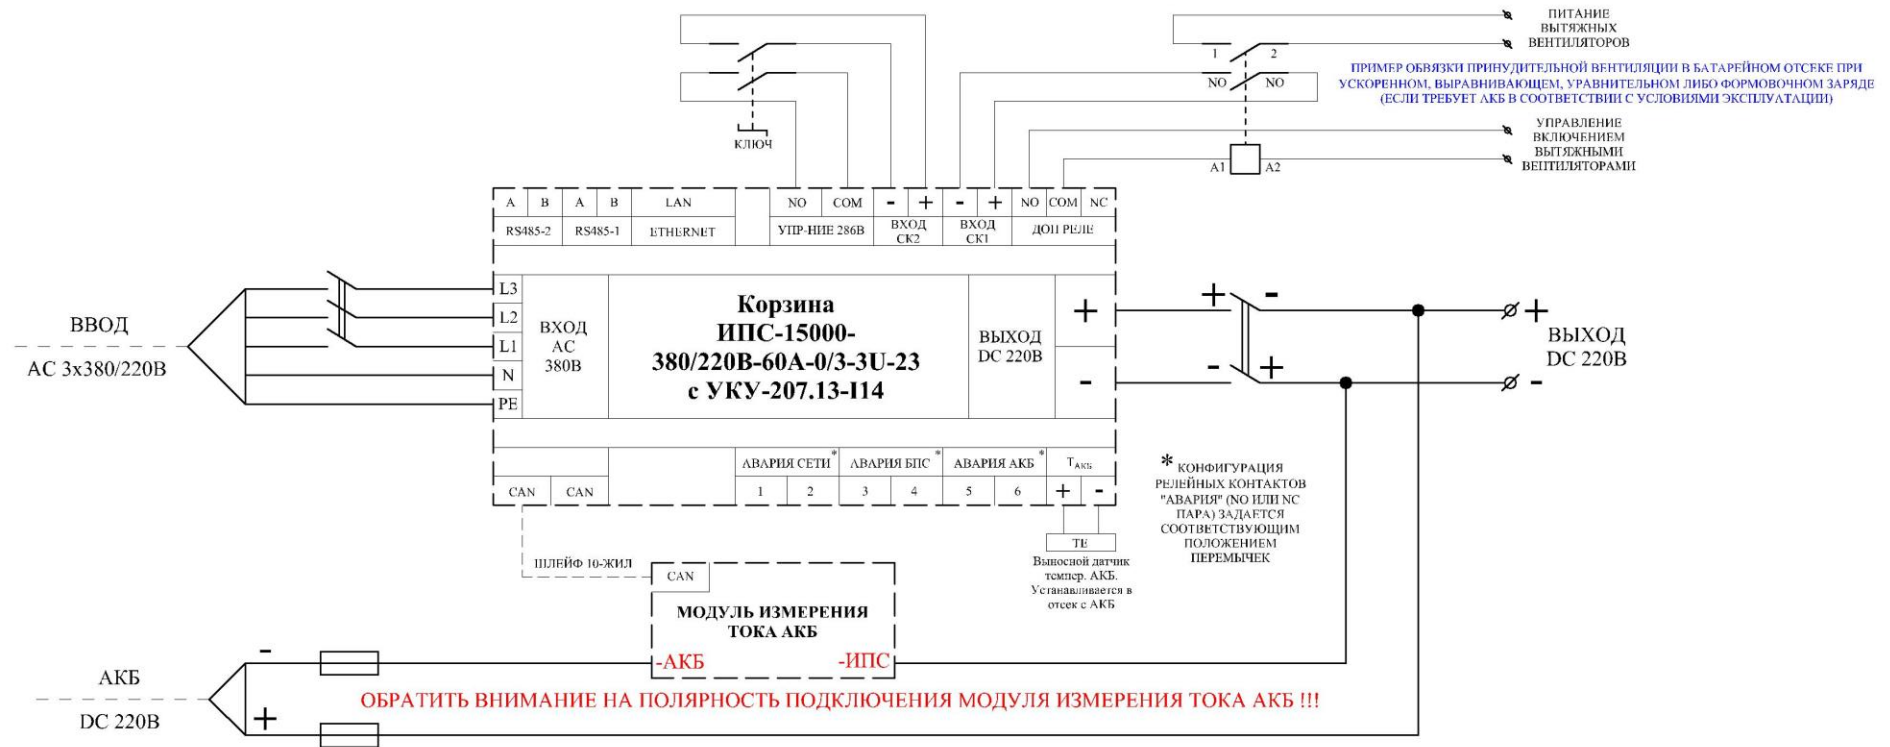 ПИТАНИЕ
ВЫТЯЖНЫХ
ВЕНТИЛЯТОРОВ
1
2
NO
NO
ПРИМЕР ОБВЯЗКИ ПРИНУДИТЕЛЬНОЙ ВЕНТИЛЯЦИИ В БАТАРЕЙНОМ ОТСЕКЕ ПРИ
УСКОРЕННОМ, ВЫРАВНИВАЮЩЕМ, УРАВНИТЕЛЬНОМ ЛИБО ФОРМОВОЧНОМ ЗАРЯДЕ
(ЕСЛИ ТРЕБУЕТ АКБ В СООТВЕТСТВИИ С УСЛОВИЯМИ ЭКСПЛУАТАЦИИ)
УПРАВЛЕНИЕ
ВКЛЮЧЕНИЕМ
ВЫТЯЖНЫМИ
ВЕНТИЛЯТОРАМИ
КЛЮЧ
A1
A2
A B A B LAN NO COM - + - + NO COM NC
RS485-2 RS485-1 ETHERNET УПР-НИЕ 286В ВХОД СК2 ВХОД СК1 ДОП РЕЛЕ
ВВОД
AC 3x380/220В
L3
L2
L1
N
PE
ВХОД
AC
380В
Корзина
ИПС-15000-
380/220В-60А-0/3-3U-23
с УКУ-207.13-I14
ВЫХОД
DC 220В
+
-
+ -
- +
+
-
ВЫХОД
DC 220В
АВАРИЯ СЕТИ* АВАРИЯ БПС* АВАРИЯ АКБ* TАКБ
CAN CAN 1 2 3 4 5 6 + -
* КОНФИГУРАЦИЯ
РЕЛЕЙНЫХ КОНТАКТОВ
"АВАРИЯ" (NO ИЛИ NC
ПАРА) ЗАДАЕТСЯ
СООТВЕТСТВУЮЩИМ
ПОЛОЖЕНИЕМ
ПЕРЕМЫЧЕК
TE
Выносной датчик
темпер. АКБ.
Устанавливается в
отсек с АКБ
ШЛЕЙФ 10-ЖИЛ
CAN
МОДУЛЬ ИЗМЕРЕНИЯ
ТОКА АКБ
-АКБ
-ИПС
АКБ
DC 220В
-
+
ОБРАТИТЬ ВНИМАНИЕ НА ПОЛЯРНОСТЬ ПОДКЛЮЧЕНИЯ МОДУЛЯ ИЗМЕРЕНИЯ ТОКА АКБ !!!